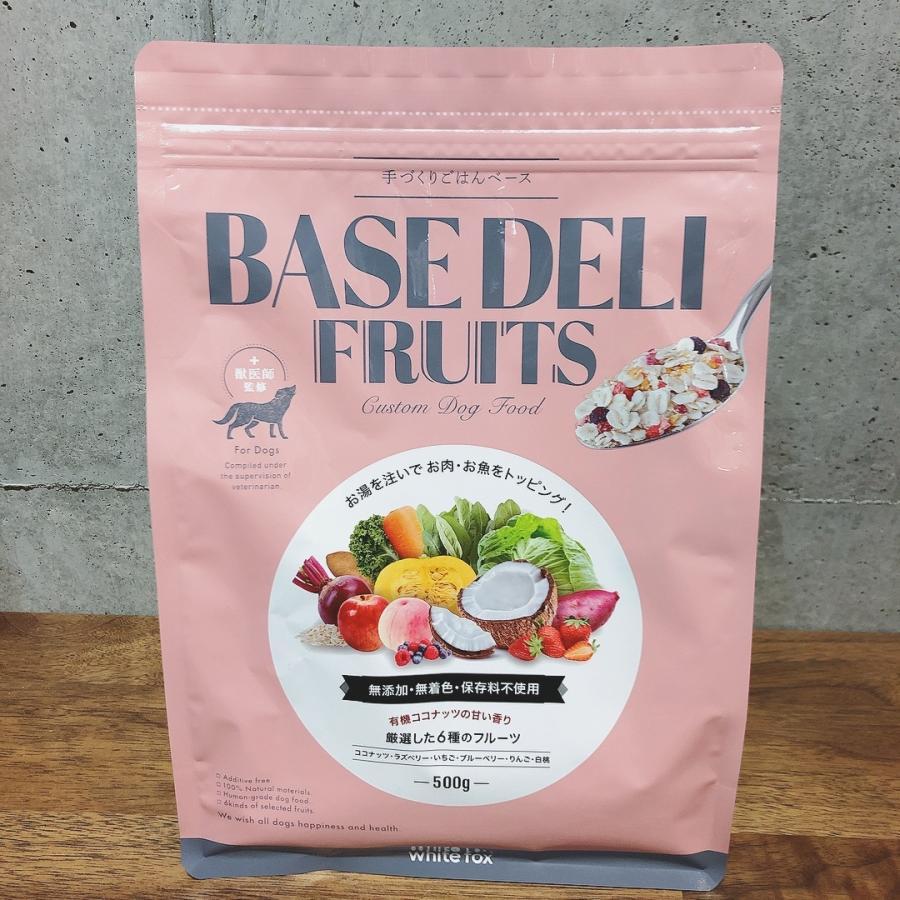 手づくりごはんベース
BASE DELI
FRUITS
Custom Dog Food
獣医師
監修
For Dogs
Compiled under
the supervision of
veterinarian.
お湯を注いで お肉・お魚をトッピング!
無添加・無着色・保存料不使用
有機ココナッツの甘い香り
厳選した6種のフルーツ
ココナッツ・ラズベリー・いちご・ブルーベリー・りんご・白桃
500g
Additive free.
100% Natural materials.
Human-grade dog food.
6kinds of selected fruits.
We wish all dogs happiness and health.
white fox